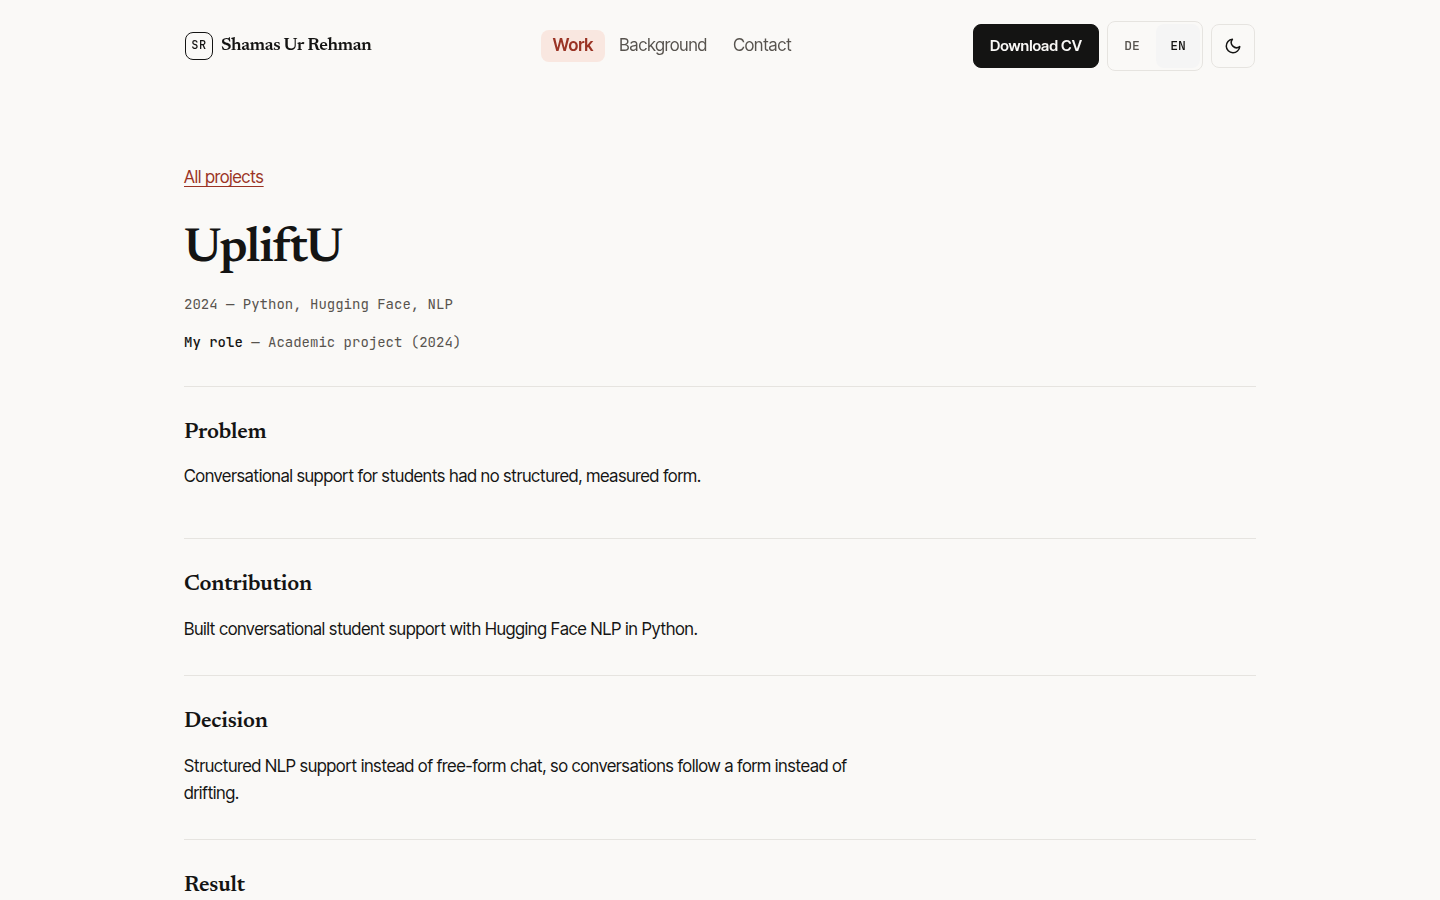 SR Shamas Ur Rehman Work Background Contact Download CV DE EN
All projects
UpliftU
2024 — Python, Hugging Face, NLP
My role — Academic project (2024)
Problem
Conversational support for students had no structured, measured form.
Contribution
Built conversational student support with Hugging Face NLP in Python.
Decision
Structured NLP support instead of free-form chat, so conversations follow a form instead of
drifting.
Result